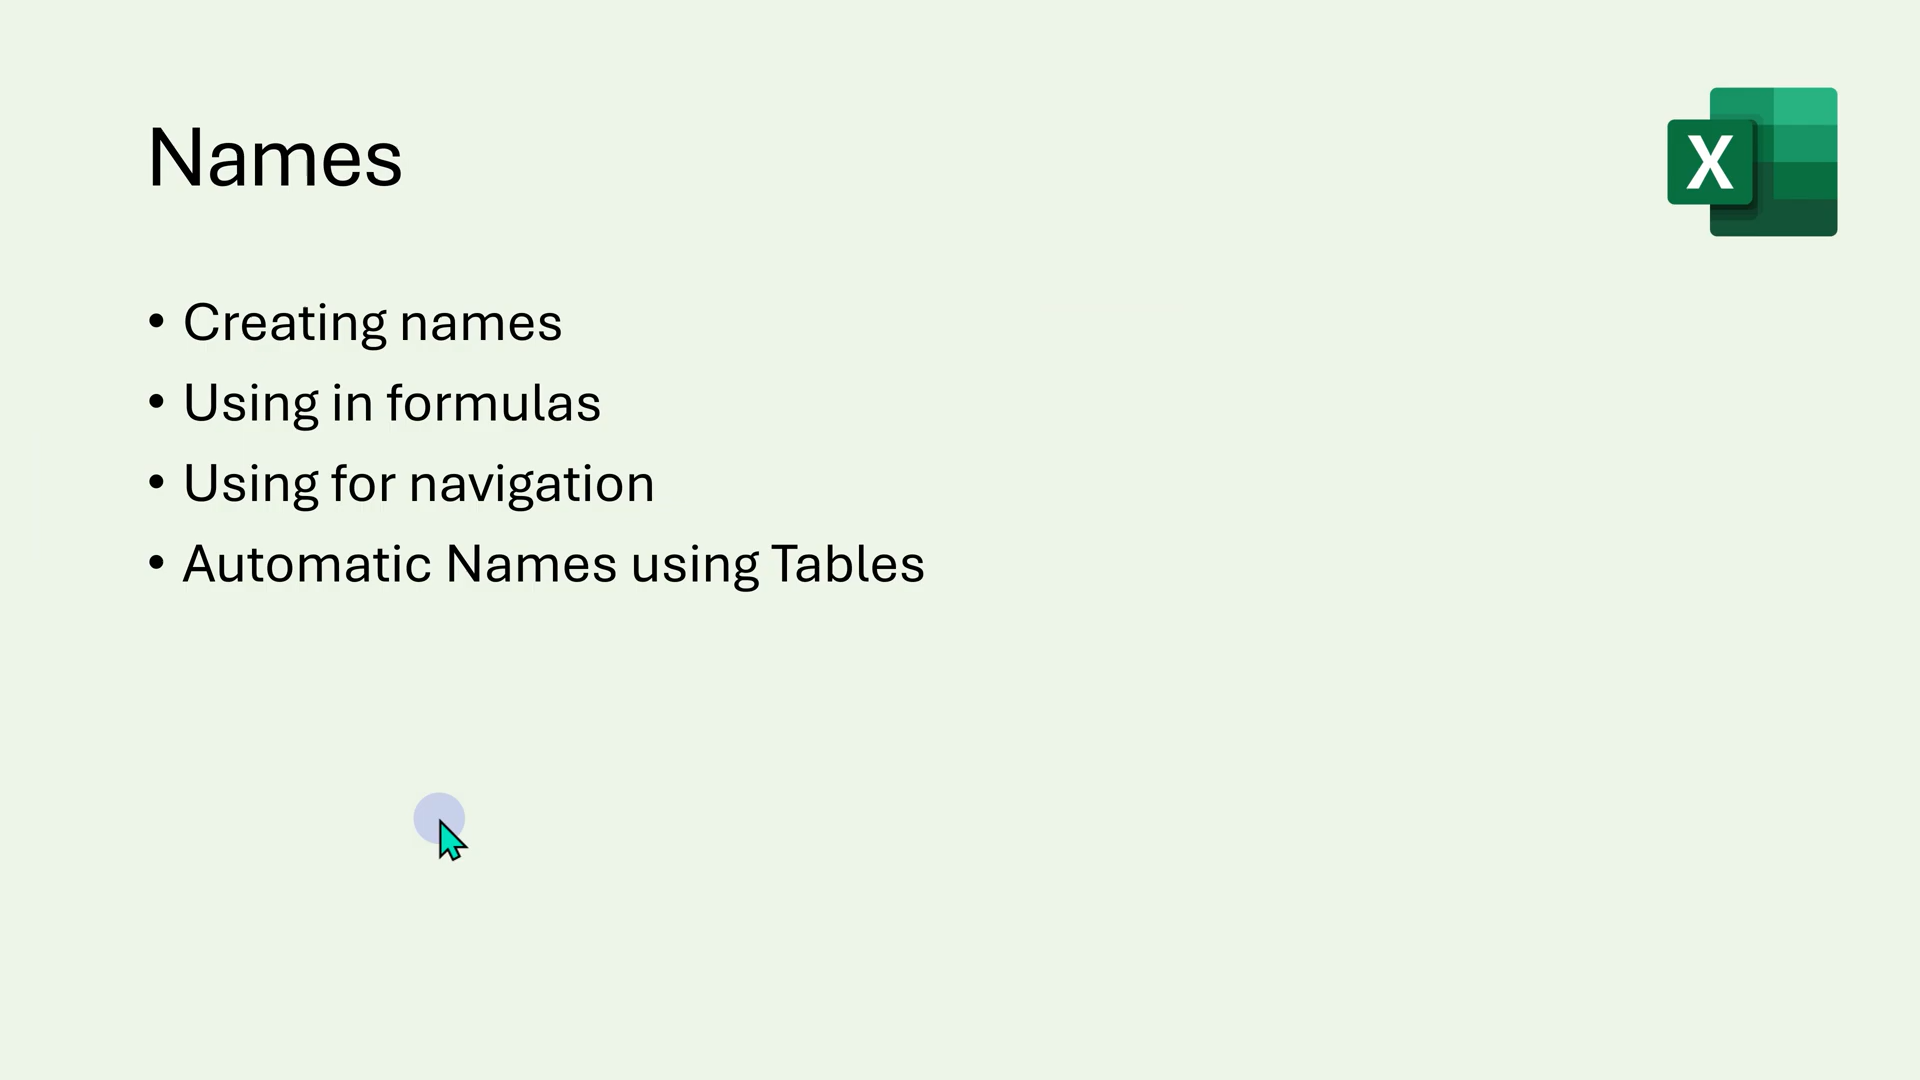 Names
X
• Creating names
• Using in formulas
• Using for navigation
• Automatic Names using Tables